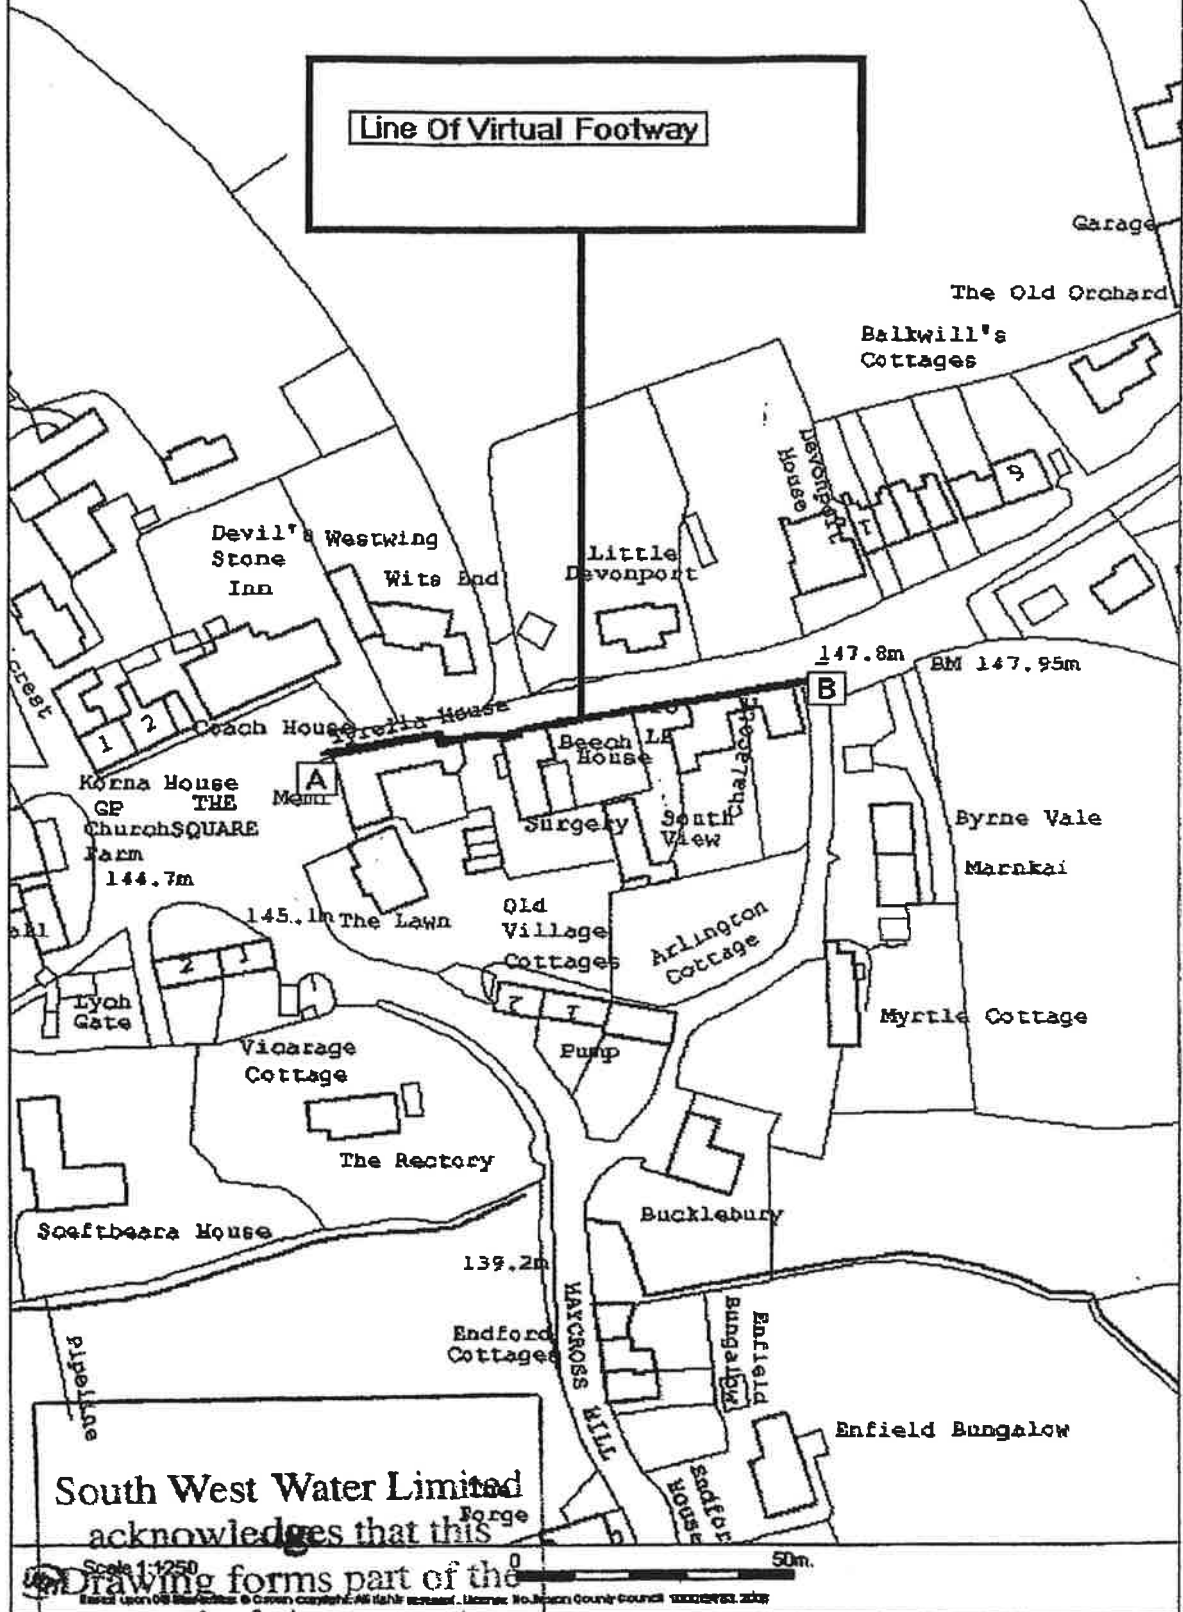 Line Of Virtual Footway
Garage
The Old Orchard
Balkwill's
Cottages
Devonport
House
9
1
Devil's
Stone
Inn
Westwing
Wits End
Little
Devonport
147.8m
BM 147.95m
B
crest
1
2
Coach House
House
A
Beech
House
Korna House
GP
THE
Church
SQUARE
Farm
144.7m
Surgery
South
View
Byrne Vale
Marnkai
145.1m
The Lawn
Old
Village
Cottages
Arlington
Cottage
2
1
Lych
Gate
2
1
Pump
Myrtle Cottage
Vicarage
Cottage
The Rectory
Bucklebury
House
139.2m
HAYCROSS HILL
Endford
Cottages
Enfield
Bungalow
Pipeline
Enfield Bungalow
House
South West Water Limited
Forge
acknowledges that this
Scale 1:1250
Drawing forms part of the
0
50m.